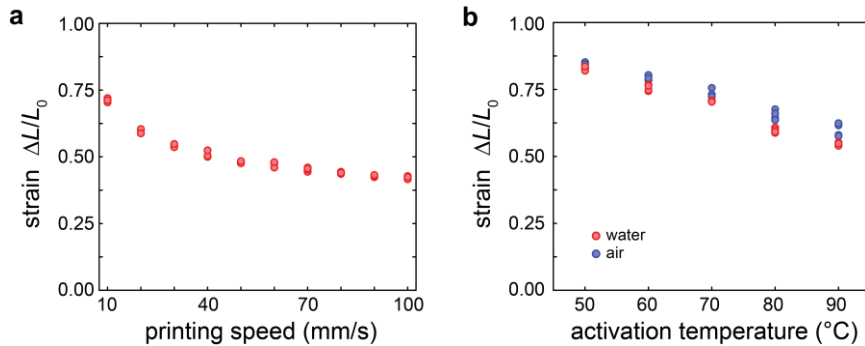 a
1.00
0.75
0.50
0.25
0.00
strain ΔL/L0
10 40 70 100
printing speed (mm/s)
b
1.00
0.75
0.50
0.25
0.00
strain ΔL/L0
water
air
50 60 70 80 90
activation temperature (°C)